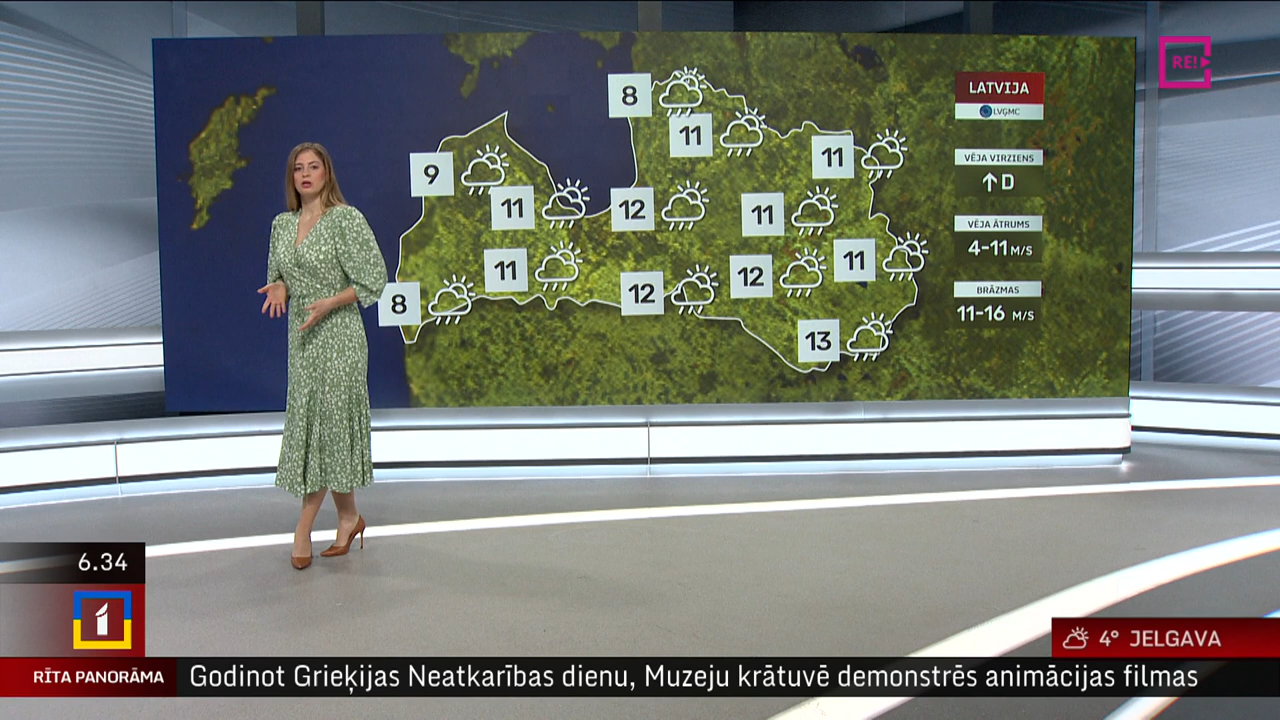 RE!
LATVIJA
LVĢMC
VĒJA VIRZIENS
↑D
VĒJA ĀTRUMS
4-11 M/S
BRĀZMAS
11-16 M/S
8
11
11
9
11
12
11
11
12
11
8
12
13
6.34
1
4° JELGAVA
RĪTA PANORĀMA
Godinot Grieķijas Neatkarības dienu, Muzeju krātuvē demonstrēs animācijas filmas